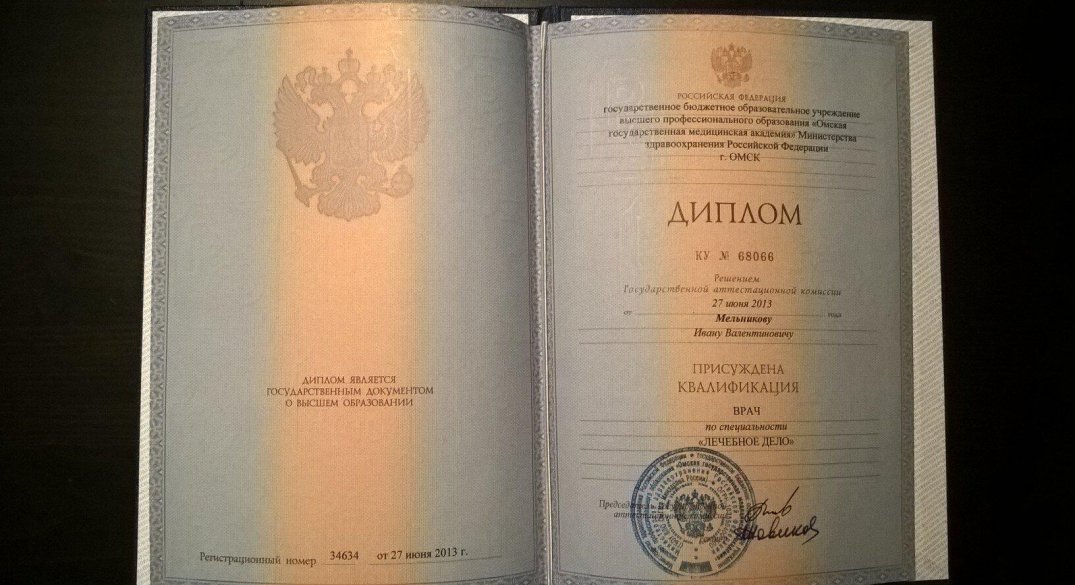 ДИПЛОМ ЯВЛЯЕТСЯ
ГОСУДАРСТВЕННЫМ ДОКУМЕНТОМ
О ВЫСШЕМ ОБРАЗОВАНИИ
Регистрационный номер 34634 от 27 июня 2013 г.
РОССИЙСКАЯ ФЕДЕРАЦИЯ
государственное бюджетное образовательное учреждение
высшего профессионального образования «Омская
государственная медицинская академия» Министерства
здравоохранения Российской Федерации
г. ОМСК
ДИПЛОМ
КУ № 68066
Решением
Государственной аттестационной комиссии
27 июня 2013
от года
Мельникову
Ивану Валентиновичу
ПРИСУЖДЕНА
КВАЛИФИКАЦИЯ
ВРАЧ
по специальности
«ЛЕЧЕБНОЕ ДЕЛО»
Председатель